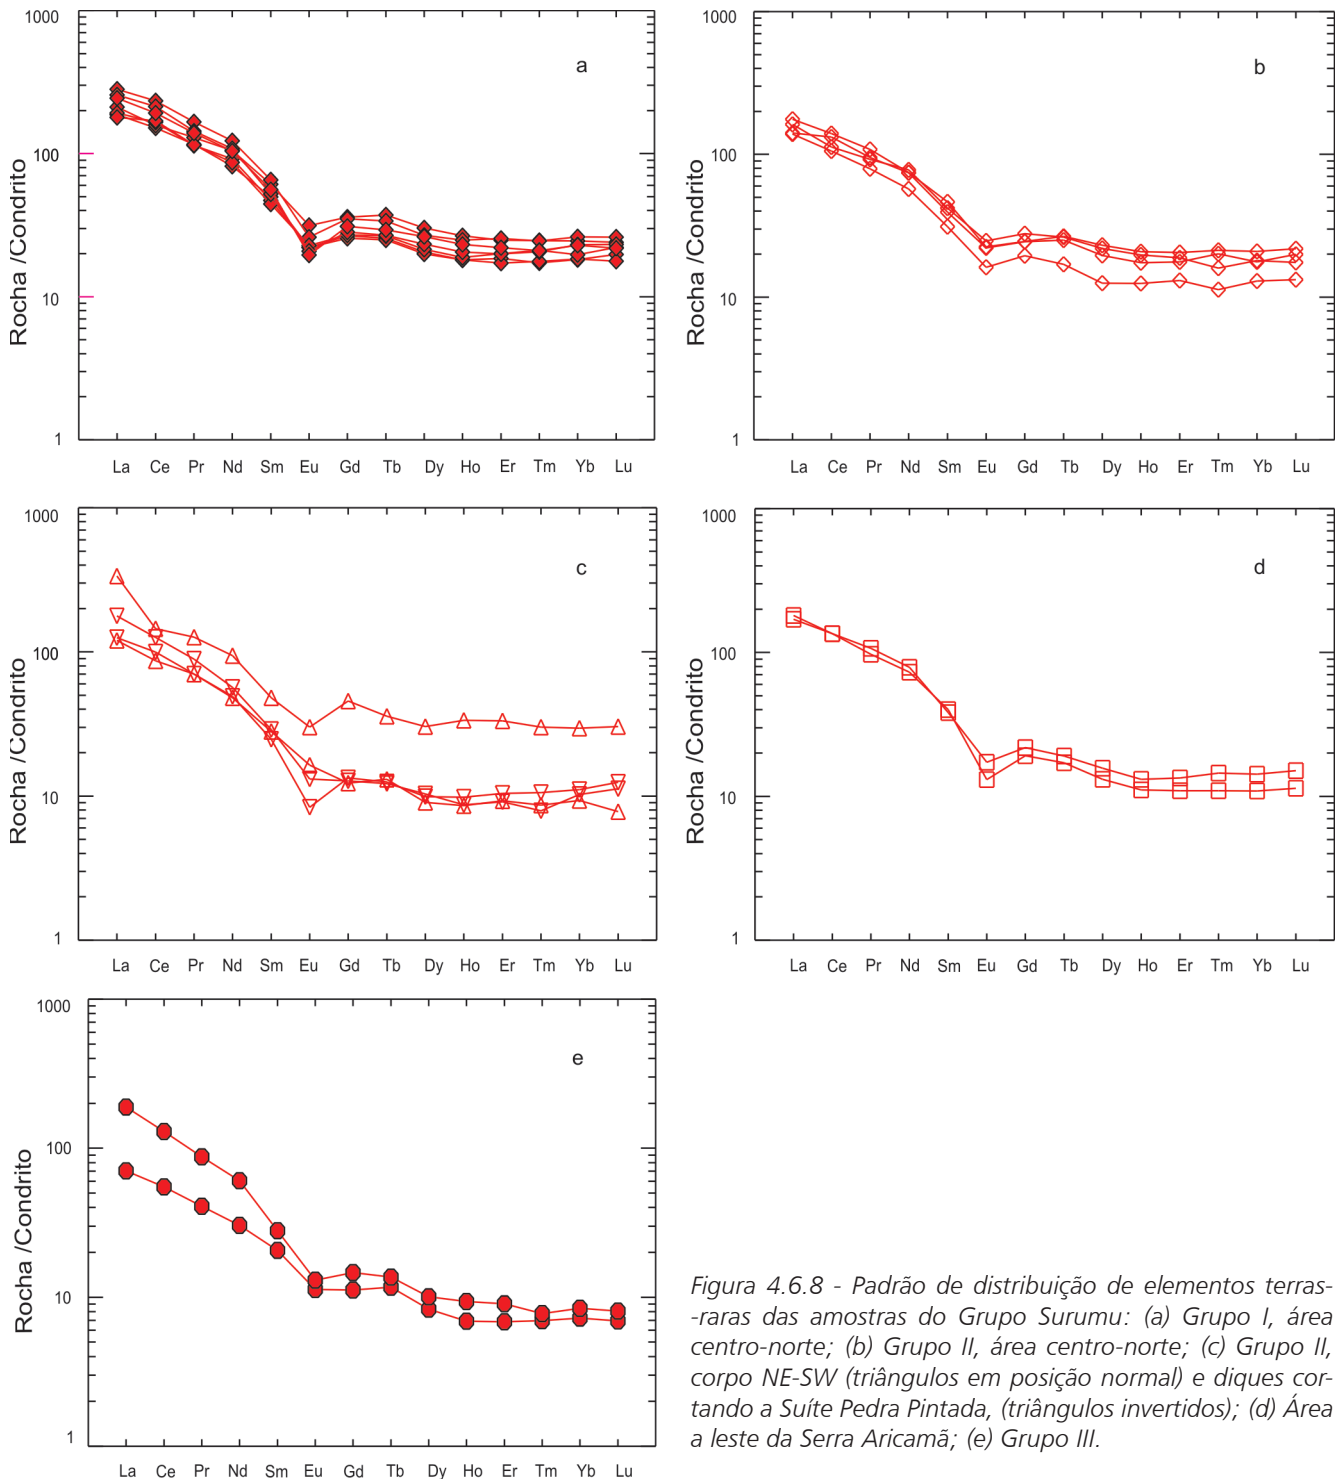 1000
100
10
1
Rocha /Condrito
a
La Ce Pr Nd Sm Eu Gd Tb Dy Ho Er Tm Yb Lu
1000
100
10
1
Rocha /Condrito
b
La Ce Pr Nd Sm Eu Gd Tb Dy Ho Er Tm Yb Lu
1000
100
10
1
Rocha /Condrito
c
La Ce Pr Nd Sm Eu Gd Tb Dy Ho Er Tm Yb Lu
1000
100
10
1
Rocha /Condrito
d
La Ce Pr Nd Sm Eu Gd Tb Dy Ho Er Tm Yb Lu
1000
100
10
1
Rocha /Condrito
e
La Ce Pr Nd Sm Eu Gd Tb Dy Ho Er Tm Yb Lu
Figura 4.6.8 - Padrão de distribuição de elementos terras-
-raras das amostras do Grupo Surumu: (a) Grupo I, área
centro-norte; (b) Grupo II, área centro-norte; (c) Grupo II,
corpo NE-SW (triângulos em posição normal) e diques cor-
tando a Suíte Pedra Pintada, (triângulos invertidos); (d) Área
a leste da Serra Aricamã; (e) Grupo III.